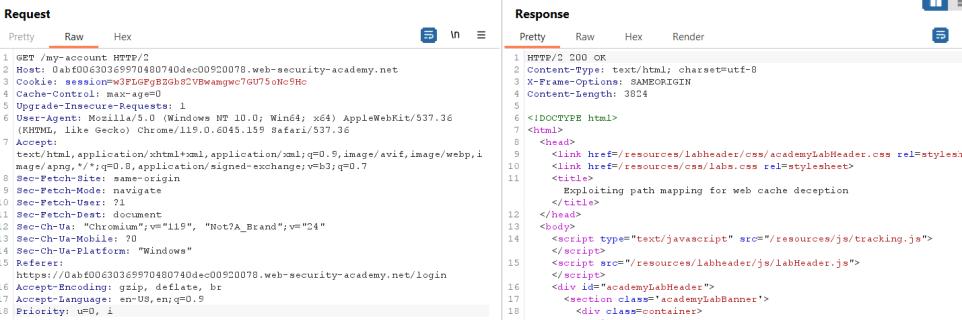 Request
Pretty Raw Hex
\n
1 GET /my-account HTTP/2
2 Host: 0abf00630369970480740dec00920078.web-security-academy.net
3 Cookie: session=w3FLGFgBZGbS2VBwamgwc7GU75oNc9Hc
4 Cache-Control: max-age=0
5 Upgrade-Insecure-Requests: 1
6 User-Agent: Mozilla/5.0 (Windows NT 10.0; Win64; x64) AppleWebKit/537.36
(KHTML, like Gecko) Chrome/119.0.6045.159 Safari/537.36
7 Accept:
text/html,application/xhtml+xml,application/xml;q=0.9,image/avif,image/webp,i
mage/apng,*/*;q=0.8,application/signed-exchange;v=b3;q=0.7
8 Sec-Fetch-Site: same-origin
9 Sec-Fetch-Mode: navigate
10 Sec-Fetch-User: ?1
11 Sec-Fetch-Dest: document
12 Sec-Ch-Ua: "Chromium";v="119", "Not?A_Brand";v="24"
13 Sec-Ch-Ua-Mobile: ?0
14 Sec-Ch-Ua-Platform: "Windows"
15 Referer:
https://0abf00630369970480740dec00920078.web-security-academy.net/login
16 Accept-Encoding: gzip, deflate, br
17 Accept-Language: en-US,en;q=0.9
18 Priority: u=0, i
Response
Pretty Raw Hex Render
1 HTTP/2 200 OK
2 Content-Type: text/html; charset=utf-8
3 X-Frame-Options: SAMEORIGIN
4 Content-Length: 3824
5
6 <!DOCTYPE html>
7 <html>
8 <head>
9 <link href=/resources/labheader/css/academyLabHeader.css rel=stylesh
10 <link href=/resources/css/labs.css rel=stylesheet>
11 <title>
Exploiting path mapping for web cache deception
</title>
12 </head>
13 <body>
14 <script type="text/javascript" src="/resources/js/tracking.js">
</script>
15 <script src="/resources/labheader/js/labHeader.js">
</script>
16 <div id="academyLabHeader">
17 <section class='academyLabBanner'>
18 <div class=container>